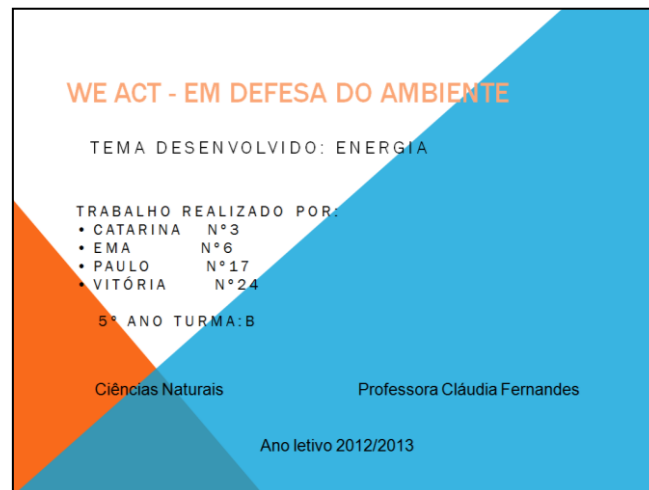 WE ACT - EM DEFESA DO AMBIENTE
TEMA DESENVOLVIDO: ENERGIA
TRABALHO REALIZADO POR:
• CATARINA Nº3
• EMA Nº6
• PAULO Nº17
• VITÓRIA Nº24
5º ANO TURMA:B
Ciências Naturais Professora Cláudia Fernandes
Ano letivo 2012/2013